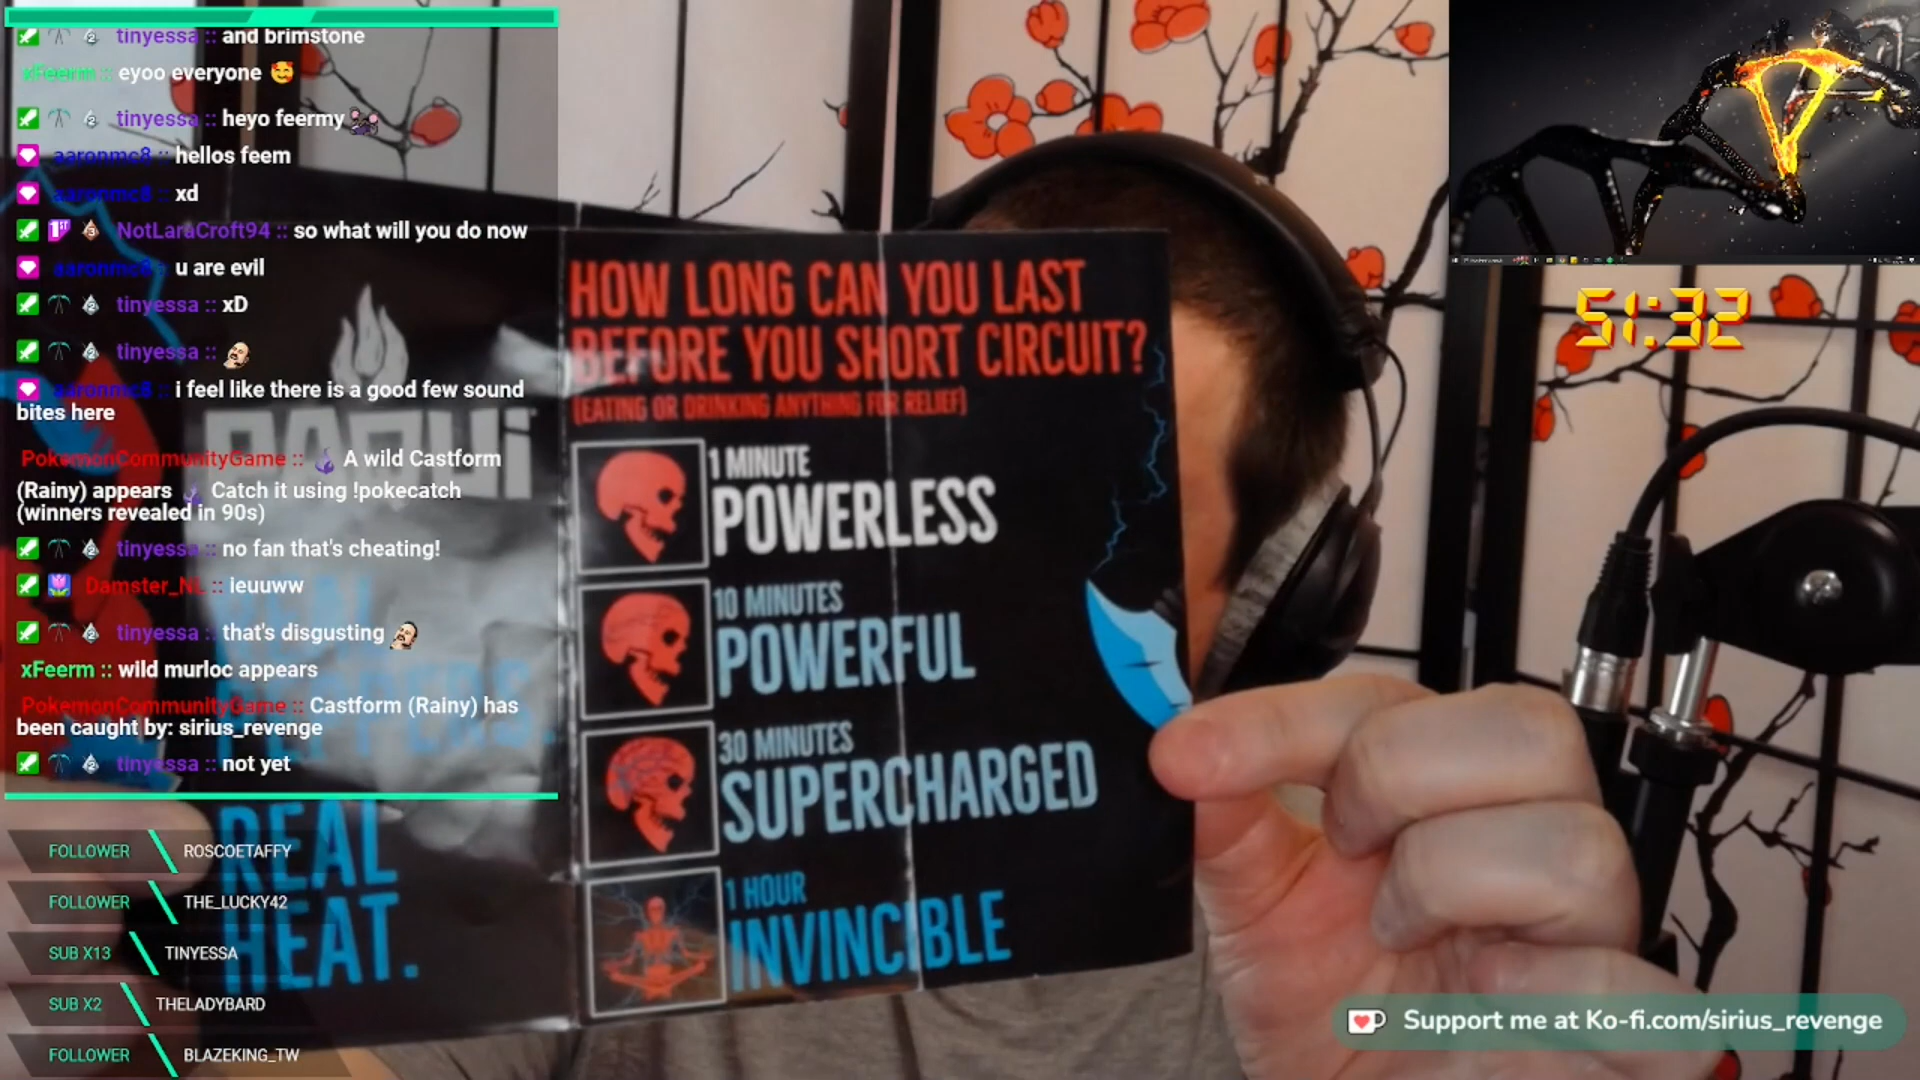 tinyessa :: and brimstone
xFeerm :: eyoo everyone
tinyessa :: heyo feermy
aaronmc8 :: hellos feem
aaronmc8 :: xd
NotLaraCroft94 :: so what will you do now
aaronmc8 :: u are evil
tinyessa :: xD
tinyessa ::
aaronmc8 :: i feel like there is a good few sound
bites here
PokemonCommunityGame :: A wild Castform
(Rainy) appears Catch it using !pokecatch
(winners revealed in 90s)
tinyessa :: no fan that's cheating!
Damster_NL :: ieuuww
tinyessa :: that's disgusting
xFeerm :: wild murloc appears
PokemonCommunityGame :: Castform (Rainy) has
been caught by: sirius_revenge
tinyessa :: not yet
FOLLOWER ROSCOETAFFY
FOLLOWER THE_LUCKY42
SUB X13 TINYESSA
SUB X2 THELADYBARD
FOLLOWER BLAZEKING_TW
PAQUI
REAL
PEPPERS.
REAL
HEAT.
HOW LONG CAN YOU LAST
BEFORE YOU SHORT CIRCUIT?
(EATING OR DRINKING ANYTHING FOR RELIEF)
1 MINUTE
POWERLESS
10 MINUTES
POWERFUL
30 MINUTES
SUPERCHARGED
1 HOUR
INVINCIBLE
51:32
Support me at Ko-fi.com/sirius_revenge